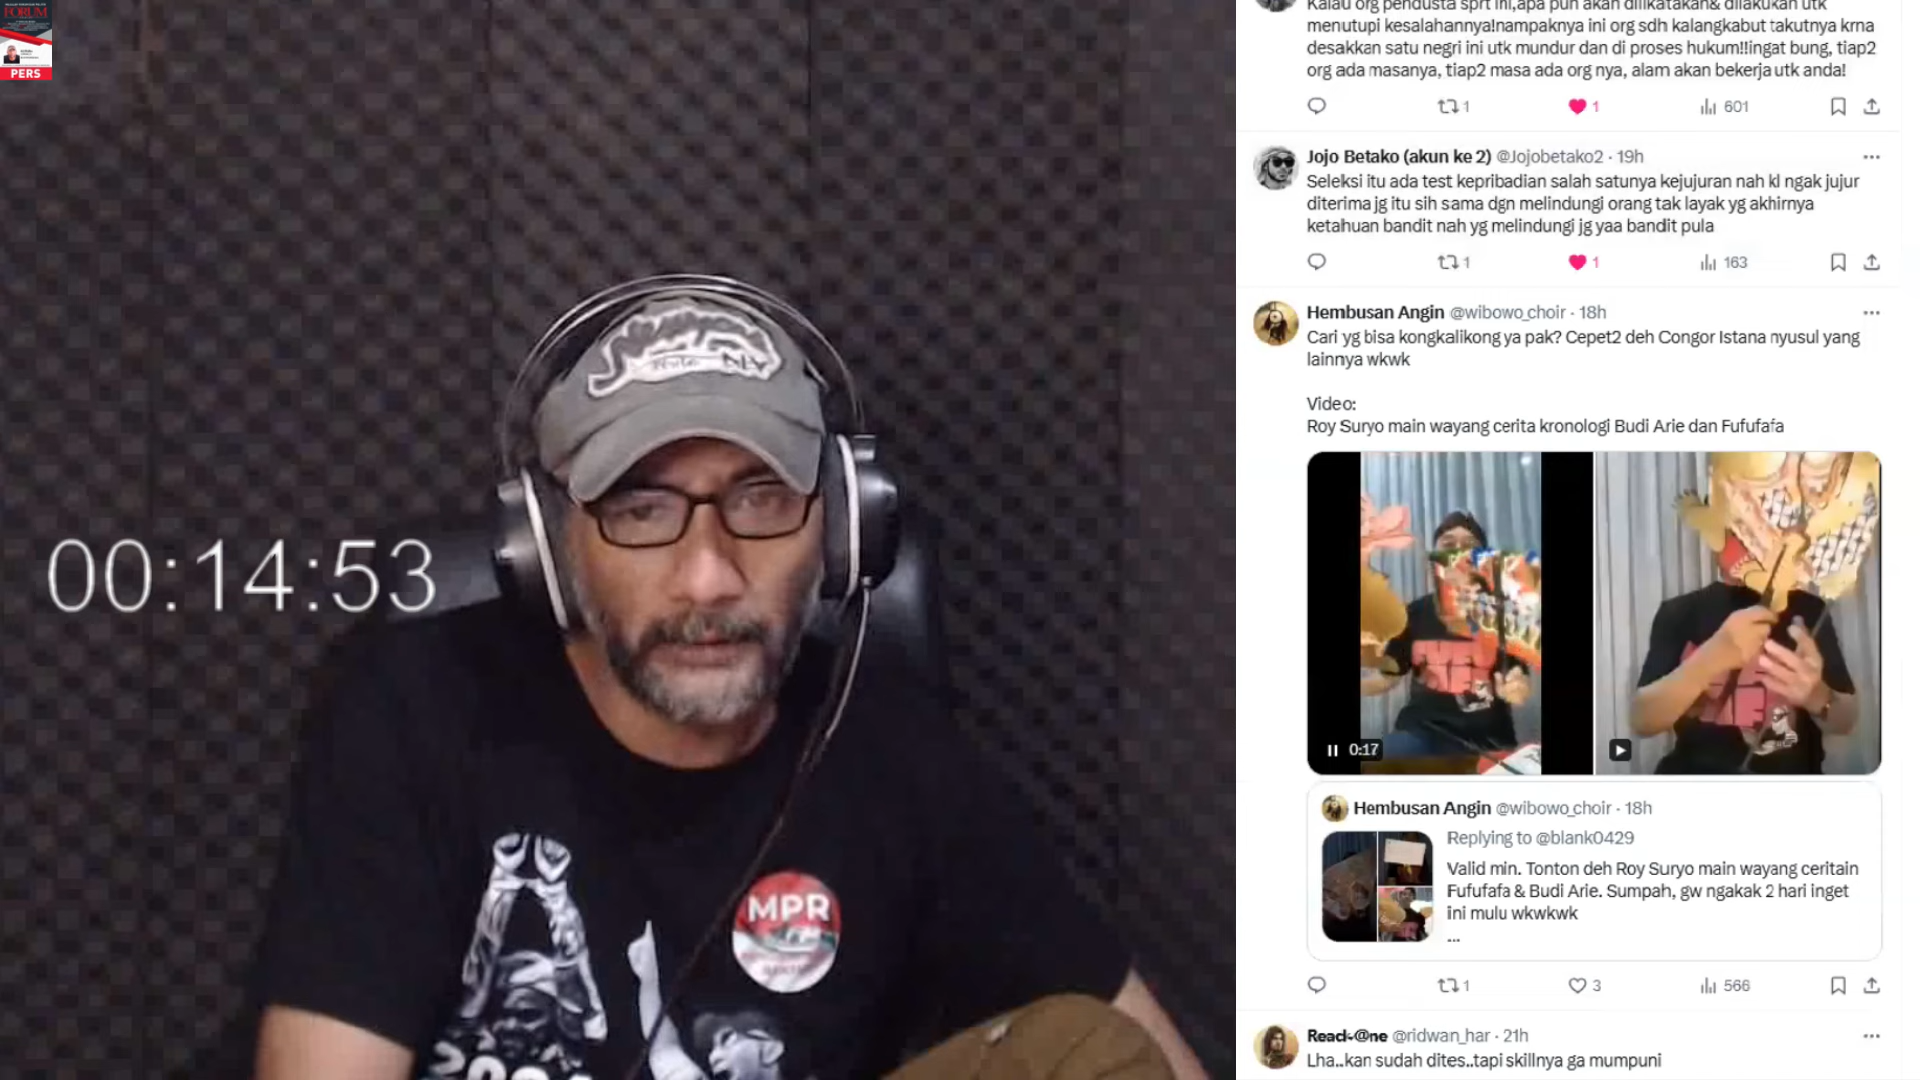 FORUM
PERS
00:14:53
MPR
Kalau org pendusta sprt ini,apa pun akan dilikatakan& dilakukan utk
menutupi kesalahannya!nampaknya ini org sdh kalangkabut takutnya krna
desakkan satu negri ini utk mundur dan di proses hukum!!ingat bung, tiap2
org ada masanya, tiap2 masa ada org nya, alam akan bekerja utk anda!
1 1 601
Jojo Betako (akun ke 2) @Jojobetako2 · 19h
Seleksi itu ada test kepribadian salah satunya kejujuran nah kl ngak jujur
diterima jg itu sih sama dgn melindungi orang tak layak yg akhirnya
ketahuan bandit nah yg melindungi jg yaa bandit pula
1 1 163
Hembusan Angin @wibowo_choir · 18h
Cari yg bisa kongkalikong ya pak? Cepet2 deh Congor Istana nyusul yang
lainnya wkwk
Video:
Roy Suryo main wayang cerita kronologi Budi Arie dan Fufufafa
0:17
Hembusan Angin @wibowo_choir · 18h
Replying to @blank0429
Valid min. Tonton deh Roy Suryo main wayang ceritain
Fufufafa & Budi Arie. Sumpah, gw ngakak 2 hari inget
ini mulu wkwkwk
...
1 3 566
Reack-@ne @ridwan_har · 21h
Lha..kan sudah dites..tapi skillnya ga mumpuni